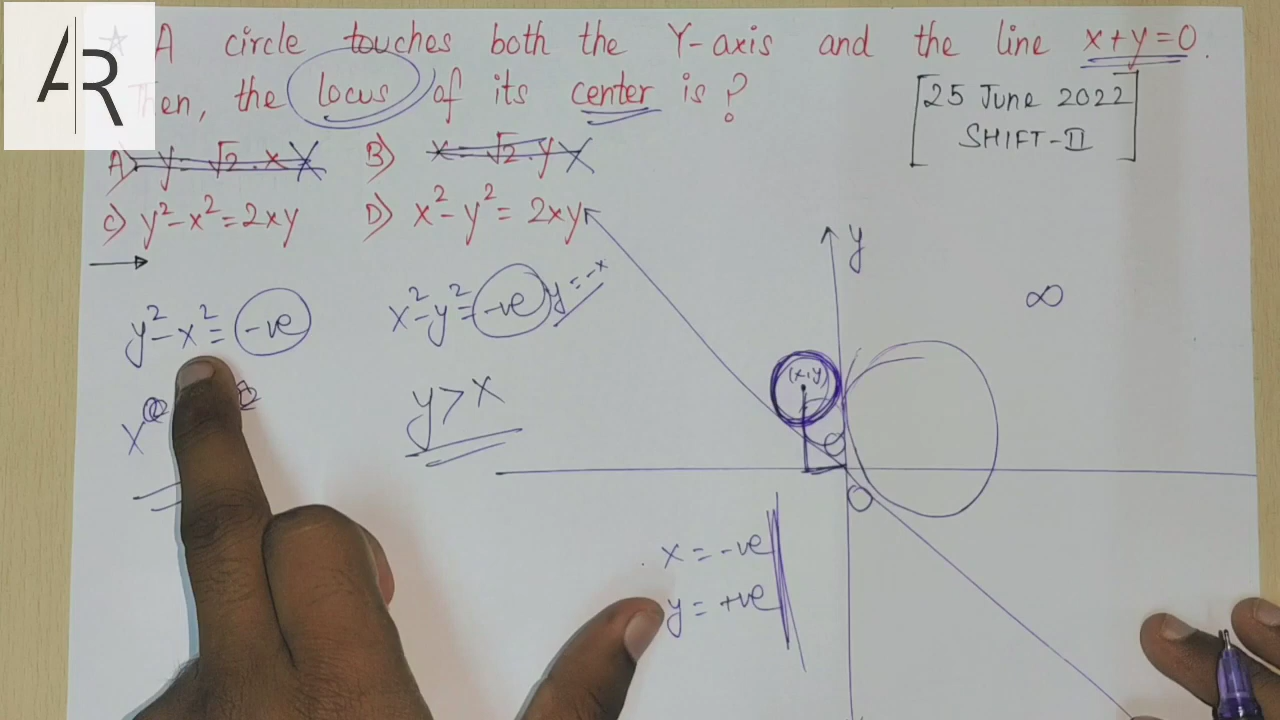 AR
☆ A circle touches both the Y-axis and the line x+y=0.
Then, the locus of its center is?
[25 June 2022
SHIFT-II]
A) y = √2 · x B) x = √2 · y
C) y²-x²=2xy D) x²-y²= 2xy
y²-x²= -ve x²-y²= -ve y=-x
y
∞
(x,y)
y>x
x
x = -ve
y = +ve